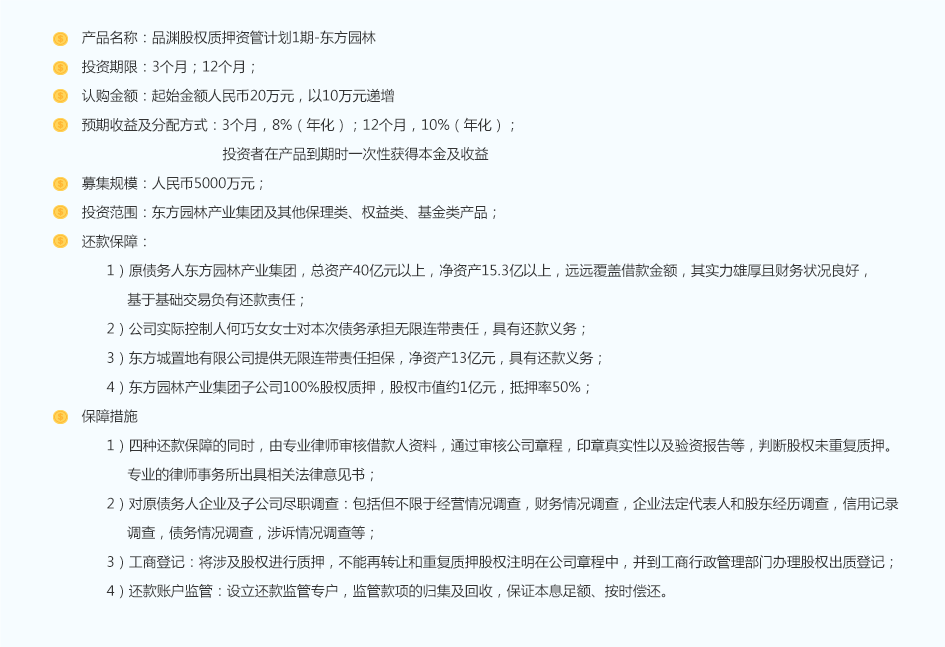 产品名称：品渊股权质押资管计划1期-东方园林
投资期限：3个月；12个月；
认购金额：起始金额人民币20万元，以10万元递增
预期收益及分配方式：3个月，8%（年化）；12个月，10%（年化）；
投资者在产品到期时一次性获得本金及收益
募集规模：人民币5000万元；
投资范围：东方园林产业集团及其他保理类、权益类、基金类产品；
还款保障：
1）原债务人东方园林产业集团，总资产40亿元以上，净资产15.3亿以上，远远覆盖借款金额，其实力雄厚且财务状况良好，
基于基础交易负有还款责任；
2）公司实际控制人何巧女女士对本次债务承担无限连带责任，具有还款义务；
3）东方城置地有限公司提供无限连带责任担保，净资产13亿元，具有还款义务；
4）东方园林产业集团子公司100%股权质押，股权市值约1亿元，抵押率50%；
保障措施
1）四种还款保障的同时，由专业律师审核借款人资料，通过审核公司章程，印章真实性以及验资报告等，判断股权未重复质押。
专业的律师事务所出具相关法律意见书；
2）对原债务人企业及子公司尽职调查：包括但不限于经营情况调查，财务情况调查，企业法定代表人和股东经历调查，信用记录
调查，债务情况调查，涉诉情况调查等；
3）工商登记：将涉及股权进行质押，不能再转让和重复质押股权注明在公司章程中，并到工商行政管理部门办理股权出质登记；
4）还款账户监管：设立还款监管专户，监管款项的归集及回收，保证本息足额、按时偿还。